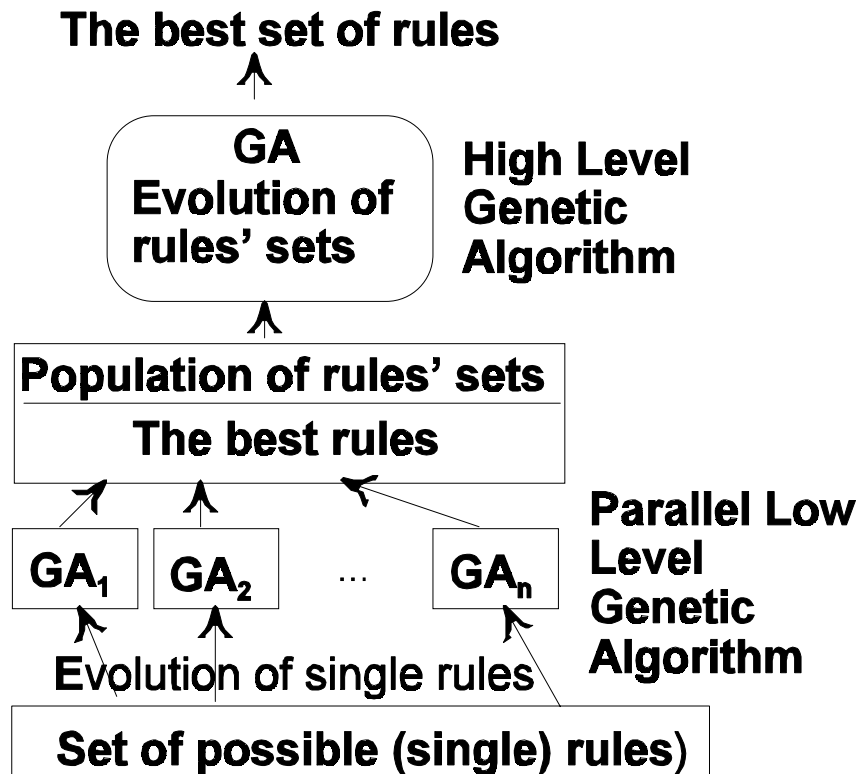 The best set of rules
GA
Evolution of
rules’ sets
High Level
Genetic
Algorithm
Population of rules’ sets
The best rules
GA1
GA2
...
GAn
Parallel Low
Level
Genetic
Algorithm
Evolution of single rules
Set of possible (single) rules)